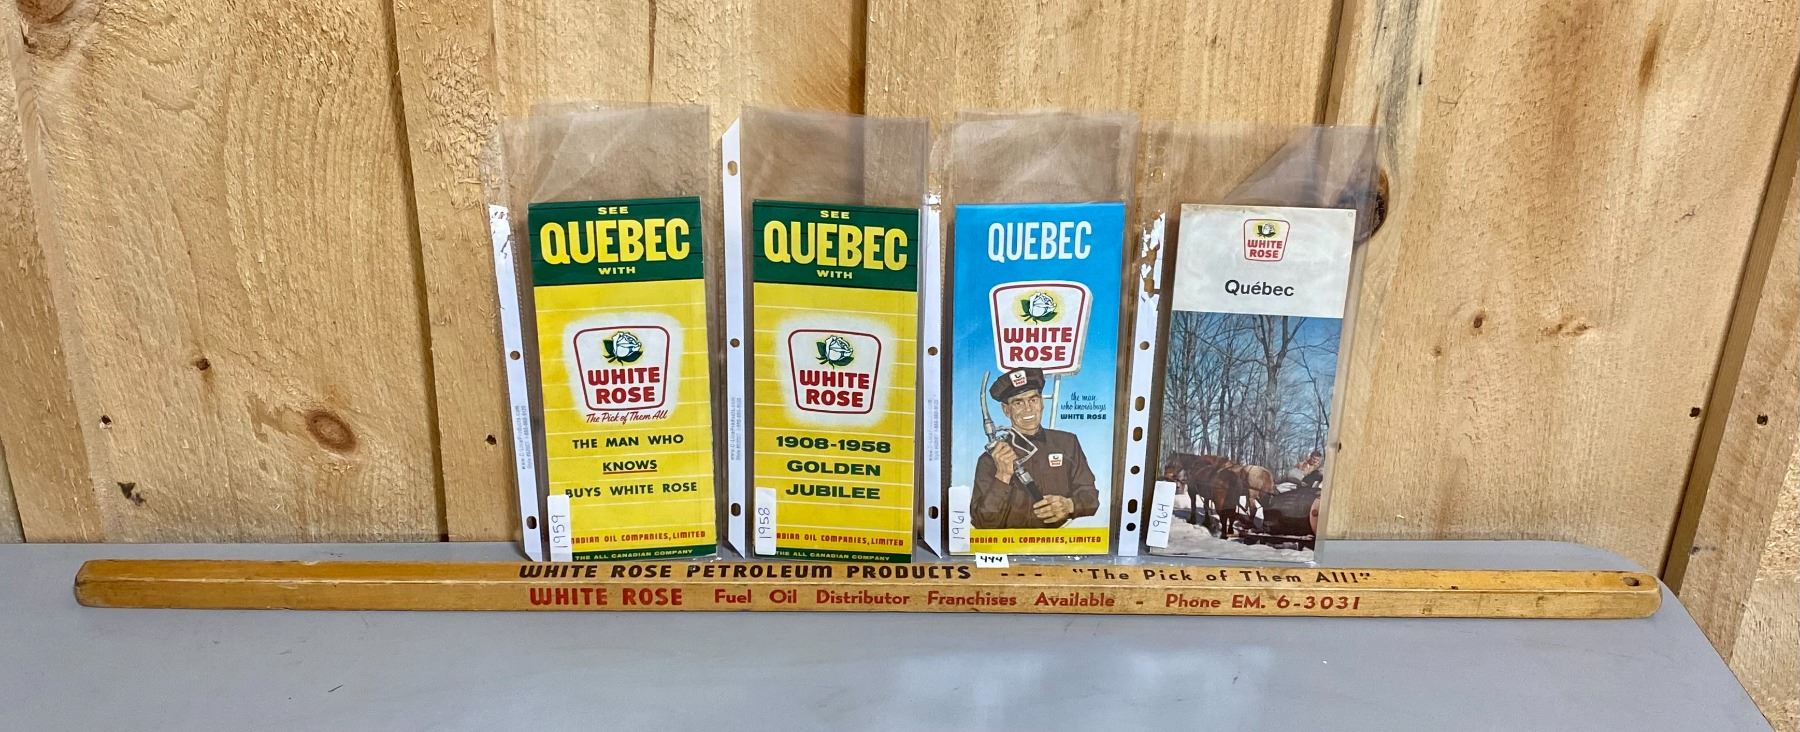 SEE
QUEBEC
WITH
WHITE
ROSE
The Pick of Them All
THE MAN WHO
KNOWS
BUYS WHITE ROSE
ADIAN OIL COMPANIES, LIMITED
THE ALL CANADIAN COMPANY
1959
SEE
QUEBEC
WITH
WHITE
ROSE
1908-1958
GOLDEN
JUBILEE
ADIAN OIL COMPANIES, LIMITED
THE ALL CANADIAN COMPANY
1958
QUEBEC
WHITE
ROSE
the man
who knows buys
WHITE ROSE
ADIAN OIL COMPANIES, LIMITED
1961
444
WHITE
ROSE
Québec
1964
WHITE ROSE PETROLEUM PRODUCTS --- "The Pick of Them All!"
WHITE ROSE Fuel Oil Distributor Franchises Available - Phone EM. 6-3031